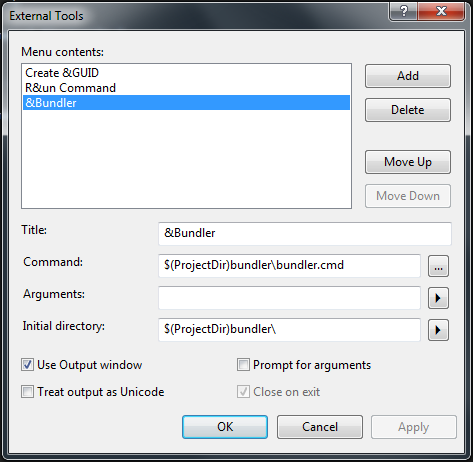 External Tools
?
Menu contents:
Create &GUID
R&un Command
&Bundler
Add
Delete
Move Up
Move Down
Title:
&Bundler
Command:
$(ProjectDir)bundler\bundler.cmd
...
Arguments:
Initial directory:
$(ProjectDir)bundler\
Use Output window
Prompt for arguments
Treat output as Unicode
Close on exit
OK
Cancel
Apply